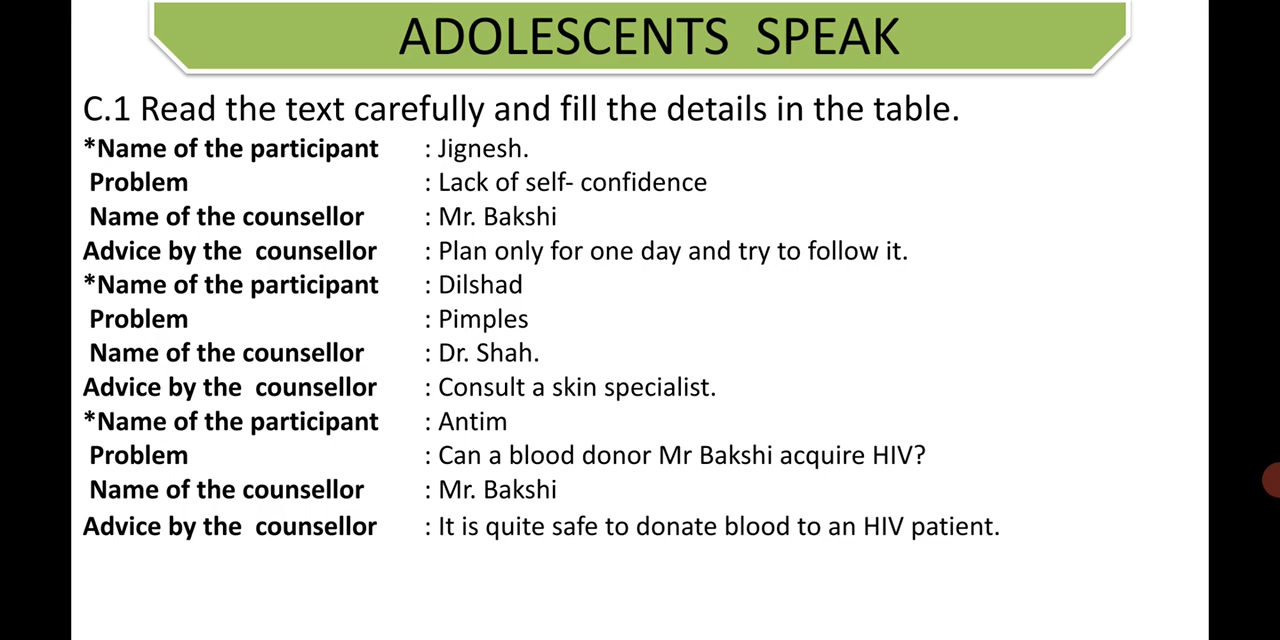 ADOLESCENTS SPEAK
C.1 Read the text carefully and fill the details in the table.
*Name of the participant : Jignesh.
Problem : Lack of self- confidence
Name of the counsellor : Mr. Bakshi
Advice by the counsellor : Plan only for one day and try to follow it.
*Name of the participant : Dilshad
Problem : Pimples
Name of the counsellor : Dr. Shah.
Advice by the counsellor : Consult a skin specialist.
*Name of the participant : Antim
Problem : Can a blood donor Mr Bakshi acquire HIV?
Name of the counsellor : Mr. Bakshi
Advice by the counsellor : It is quite safe to donate blood to an HIV patient.